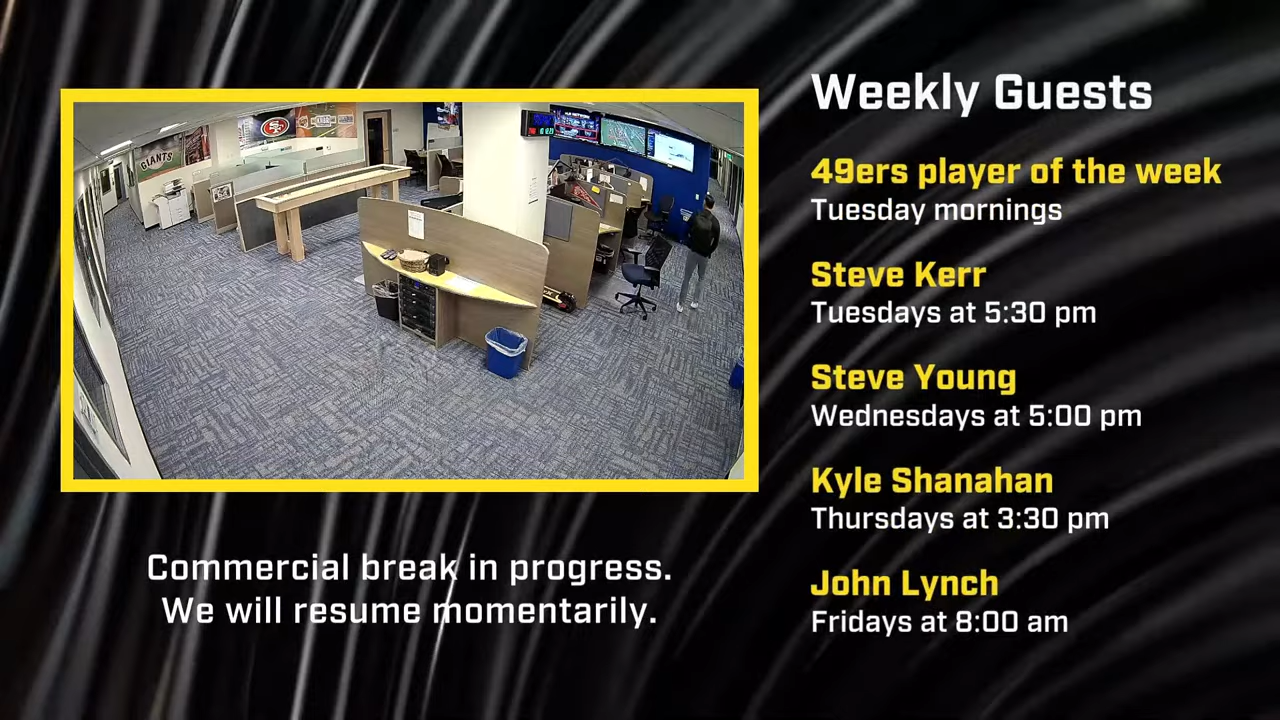 Weekly Guests
49ers player of the week
Tuesday mornings
Steve Kerr
Tuesdays at 5:30 pm
Steve Young
Wednesdays at 5:00 pm
Kyle Shanahan
Thursdays at 3:30 pm
John Lynch
Fridays at 8:00 am
GIANTS
SF
Commercial break in progress.
We will resume momentarily.